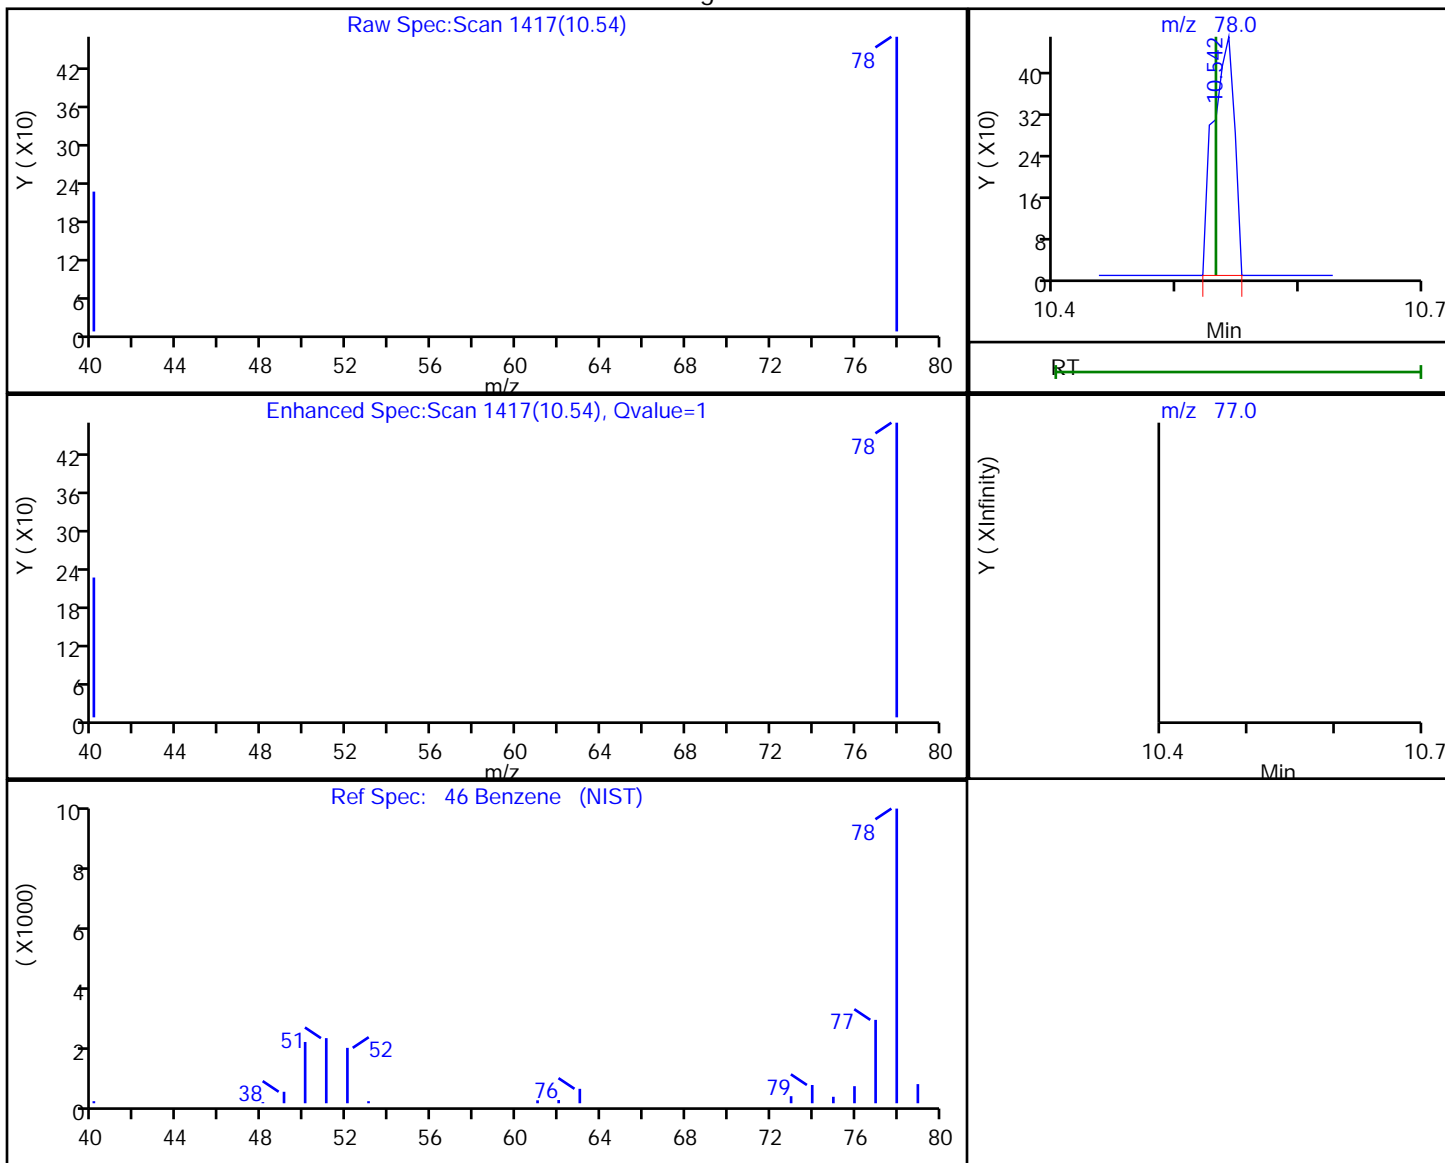 Raw Spec:Scan 1417(10.54)
Y ( X10)
42
36
30
24
18
12
6
0
78
40 44 48 52 56 60 64 68 72 76 80
m/z
m/z 78.0
Y ( X10)
40
32
24
16
8
0
10.542
10.4 10.7
Min
RT
Enhanced Spec:Scan 1417(10.54), Qvalue=1
Y ( X10)
42
36
30
24
18
12
6
0
78
40 44 48 52 56 60 64 68 72 76 80
m/z
m/z 77.0
Y ( XInfinity)
10.4 10.7
Min
Ref Spec: 46 Benzene (NIST)
( X1000)
10
8
6
4
2
0
38
51
52
76
79
77
78
40 44 48 52 56 60 64 68 72 76 80